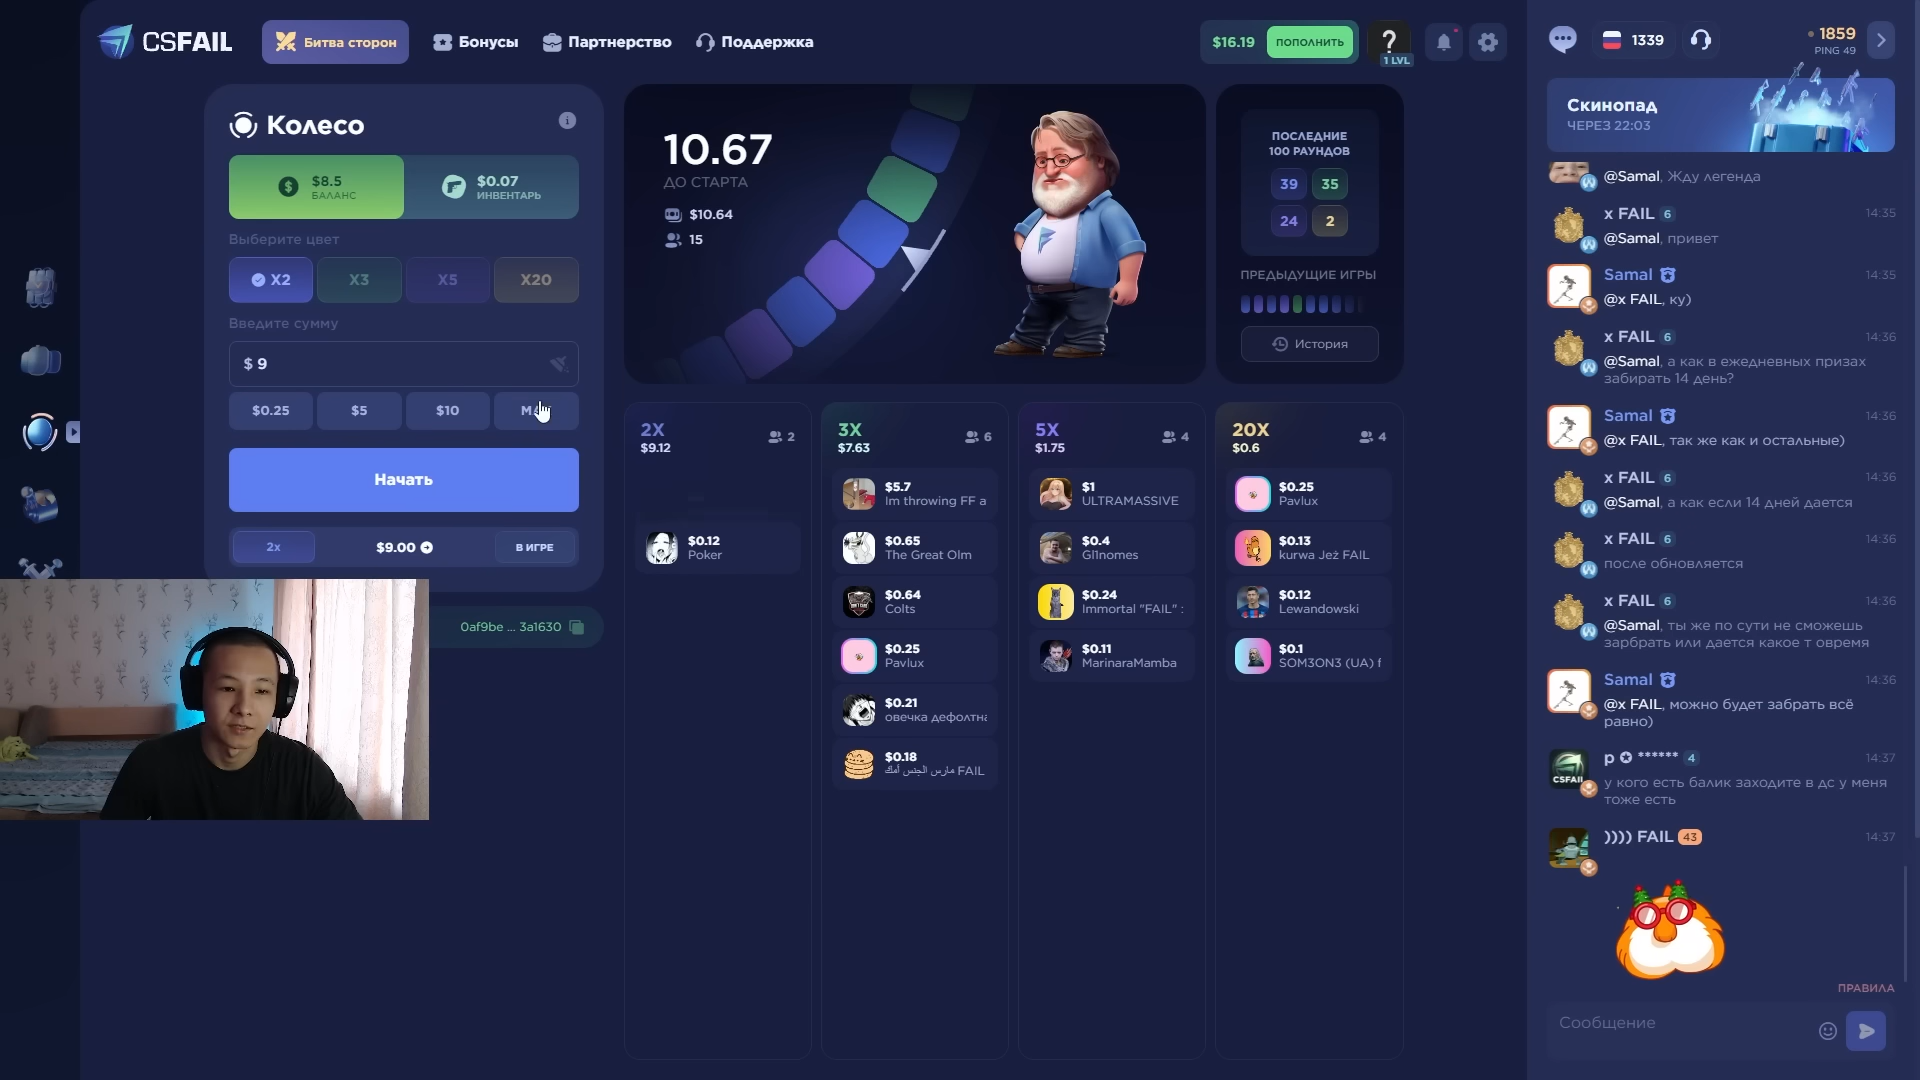 CSFAIL
Битва сторон
Бонусы
Партнерство
Поддержка
$16.19
ПОПОЛНИТЬ
?
1 LVL
1339
1859
PING 49
Колесо
$8.5
БАЛАНС
$0.07
ИНВЕНТАРЬ
Выберите цвет
X2
X3
X5
X20
Введите сумму
$ 9
$0.25
$5
$10
Начать
2x
$9.00
В ИГРЕ
0af9be ... 3a1630
10.67
ДО СТАРТА
$10.64
15
ПОСЛЕДНИЕ
100 РАУНДОВ
39
35
24
2
ПРЕДЫДУЩИЕ ИГРЫ
История
2X
$9.12
2
$0.12
Poker
3X
$7.63
6
$5.7
Im throwing FF a
$0.65
The Great Olm
$0.64
Colts
$0.25
Pavlux
$0.21
овечка дефолтна
$0.18
مارس الجنس أمك FAIL
5X
$1.75
4
$1
ULTRAMASSIVE
$0.4
Gl1nomes
$0.24
Immortal "FAIL" :
$0.11
MarinaraMamba
20X
$0.6
4
$0.25
Pavlux
$0.13
kurwa Jeż FAIL
$0.12
Lewandowski
$0.1
SOM3ON3 (UA) f
Скинопад
ЧЕРЕЗ 22:03
@Samal, Жду легенда
x FAIL 6 14:35
@Samal, привет
Samal 14:35
@x FAIL, ку)
x FAIL 6 14:36
@Samal, а как в ежедневных призах
забирать 14 день?
Samal 14:36
@x FAIL, так же как и остальные)
x FAIL 6 14:36
@Samal, а как если 14 дней дается
x FAIL 6 14:36
после обновляется
x FAIL 6 14:36
@Samal, ты же по сути не сможешь
зарбрать или дается какое т овремя
Samal 14:36
@x FAIL, можно будет забрать всё
равно)
CSFAIL
p ✪ ****** 4 14:37
у кого есть балик заходите в дс у меня
тоже есть
)))) FAIL 43 14:37
ПРАВИЛА
Сообщение